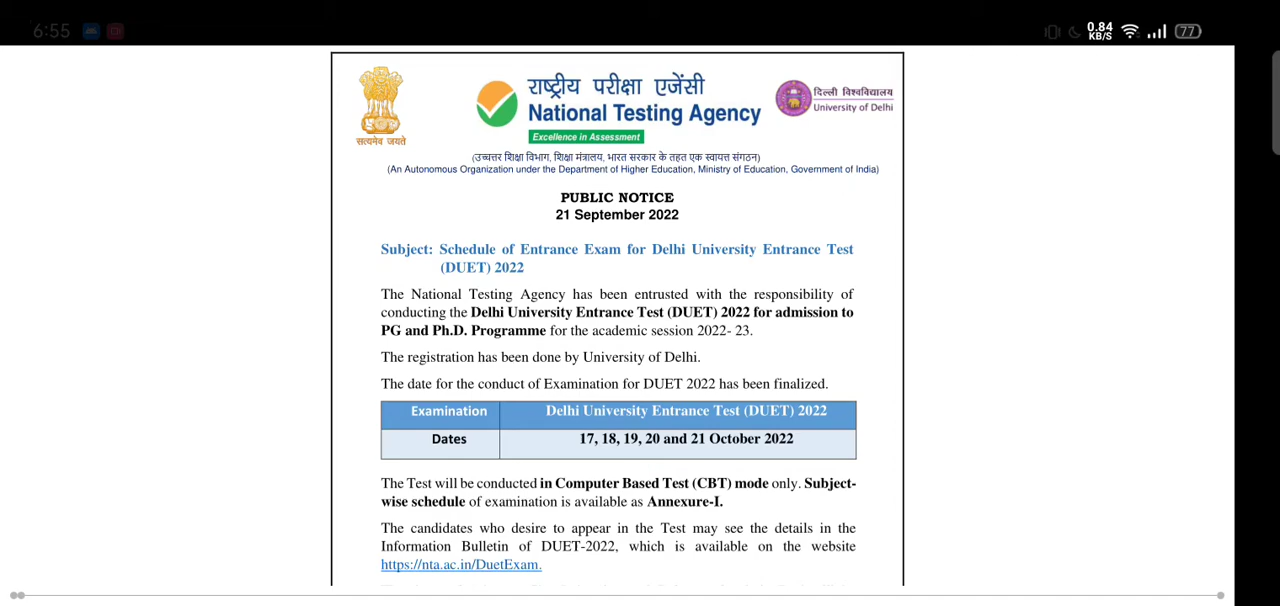 6:55
0.84
KB/S
77
राष्ट्रीय परीक्षा एजेंसी
National Testing Agency
Excellence in Assessment
सत्यमेव जयते
दिल्ली विश्वविद्यालय
University of Delhi
(उच्चत्तर शिक्षा विभाग, शिक्षा मंत्रालय, भारत सरकार के तहत एक स्वायत्त संगठन)
(An Autonomous Organization under the Department of Higher Education, Ministry of Education, Government of India)
PUBLIC NOTICE
21 September 2022
Subject: Schedule of Entrance Exam for Delhi University Entrance Test
(DUET) 2022
The National Testing Agency has been entrusted with the responsibility of
conducting the Delhi University Entrance Test (DUET) 2022 for admission to
PG and Ph.D. Programme for the academic session 2022- 23.
The registration has been done by University of Delhi.
The date for the conduct of Examination for DUET 2022 has been finalized.
Examination Delhi University Entrance Test (DUET) 2022
Dates 17, 18, 19, 20 and 21 October 2022
The Test will be conducted in Computer Based Test (CBT) mode only. Subject-
wise schedule of examination is available as Annexure-I.
The candidates who desire to appear in the Test may see the details in the
Information Bulletin of DUET-2022, which is available on the website
https://nta.ac.in/DuetExam.